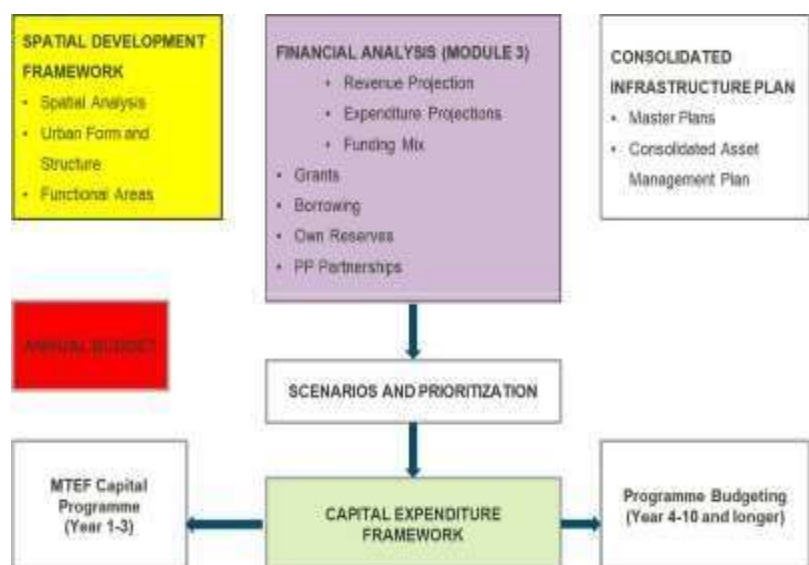 SPATIAL DEVELOPMENT
FRAMEWORK
• Spatial Analysis
• Urban Form and
Structure
• Functional Areas
FINANCIAL ANALYSIS (MODULE 3)
• Revenue Projection
• Expenditure Projections
• Funding Mix
• Grants
• Borrowing
• Own Reserves
• PP Partnerships
CONSOLIDATED
INFRASTRUCTURE PLAN
• Master Plans
• Consolidated Asset
Management Plan
ANNUAL BUDGET
SCENARIOS AND PRIORITIZATION
MTEF Capital
Programme
(Year 1-3)
CAPITAL EXPENDITURE
FRAMEWORK
Programme Budgeting
(Year 4-10 and longer)